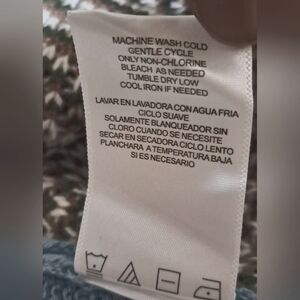 MACHINE WASH COLD
GENTLE CYCLE
ONLY NON-CHLORINE
BLEACH AS NEEDED
TUMBLE DRY LOW
COOL IRON IF NEEDED
LAVAR EN LAVADORA CON AGUA FRIA
CICLO SUAVE
SOLAMENTE BLANQUEADOR SIN
CLORO CUANDO SE NECESITE
SECAR EN SECADORA CICLO LENTO
PLANCHAR A TEMPERATURA BAJA
SI ES NECESARIO